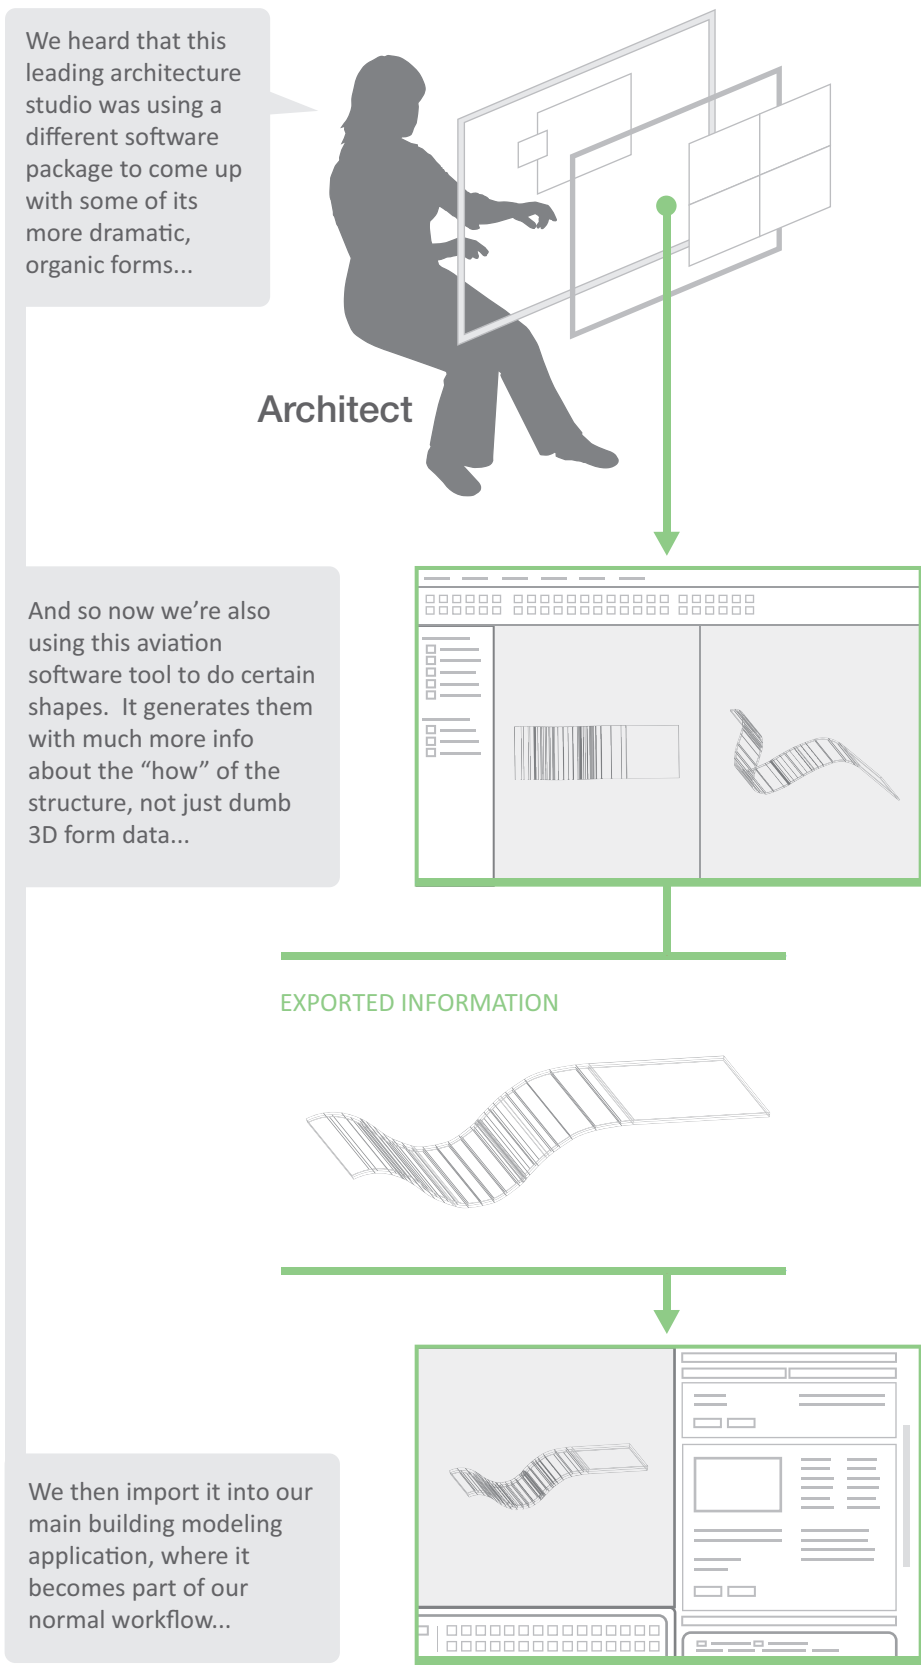 We heard that this
leading architecture
studio was using a
different software
package to come up
with some of its
more dramatic,
organic forms...
Architect
And so now we’re also
using this aviation
software tool to do certain
shapes.  It generates them
with much more info
about the “how” of the
structure, not just dumb
3D form data...
EXPORTED INFORMATION
We then import it into our
main building modeling
application, where it
becomes part of our
normal workflow...